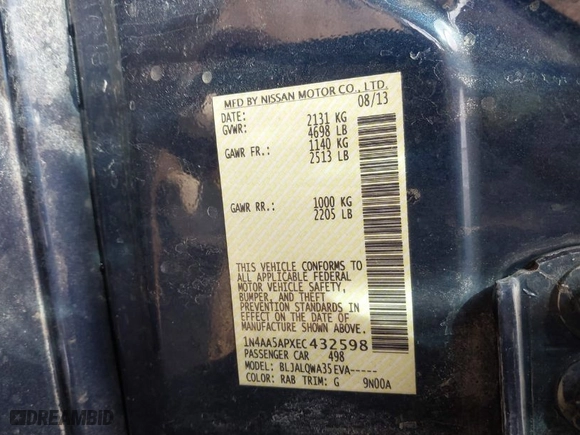 MFD BY NISSAN MOTOR CO., LTD.
DATE: 08/13
GVWR: 2131 KG
4698 LB
GAWR FR.: 1140 KG
2513 LB
GAWR RR.: 1000 KG
2205 LB
THIS VEHICLE CONFORMS TO
ALL APPLICABLE FEDERAL
MOTOR VEHICLE SAFETY,
BUMPER, AND THEFT
PREVENTION STANDARDS IN
EFFECT ON THE DATE OF
MANUFACTURE SHOWN ABOVE.
1N4AA5APXEC432598
PASSENGER CAR 498
MODEL: BLJALQWA35EVA-----
COLOR: RAB TRIM: G 9N00A
DREAMBID